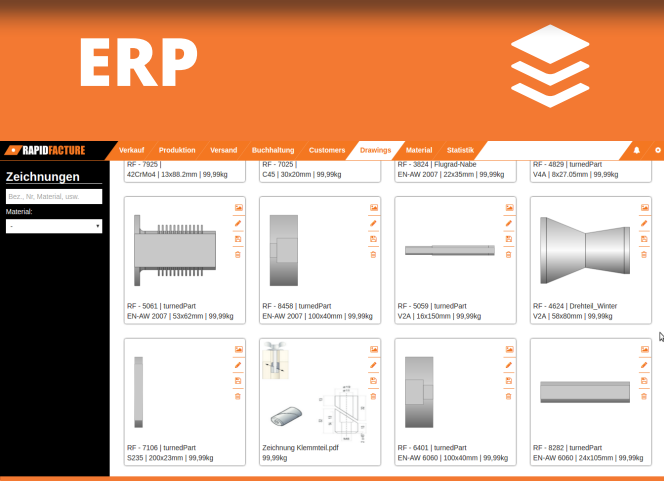 ERP
RAPIDFACTURE
Verkauf Produktion Versand Buchhaltung Customers Drawings Material Statistik
Zeichnungen
Bez., Nr, Material, usw.
Material:
-
RF - 7925 |
42CrMo4 | 13x88.2mm | 99,99kg
RF - 7025 |
C45 | 30x20mm | 99,99kg
RF - 3824 | Flugrad-Nabe
EN-AW 2007 | 22x35mm | 99,99kg
RF - 4829 | turnedPart
V4A | 8x27.05mm | 99,99kg
RF - 5061 | turnedPart
EN-AW 2007 | 53x62mm | 99,99kg
RF - 8458 | turnedPart
EN-AW 2007 | 100x40mm | 99,99kg
RF - 5059 | turnedPart
V2A | 16x150mm | 99,99kg
RF - 4624 | Drehteil_Winter
V2A | 58x80mm | 99,99kg
RF - 7106 | turnedPart
S235 | 200x23mm | 99,99kg
Zeichnung Klemmteil.pdf
99,99kg
RF - 6401 | turnedPart
EN-AW 6060 | 100x40mm | 99,99kg
RF - 8282 | turnedPart
EN-AW 6060 | 24x105mm | 99,99kg